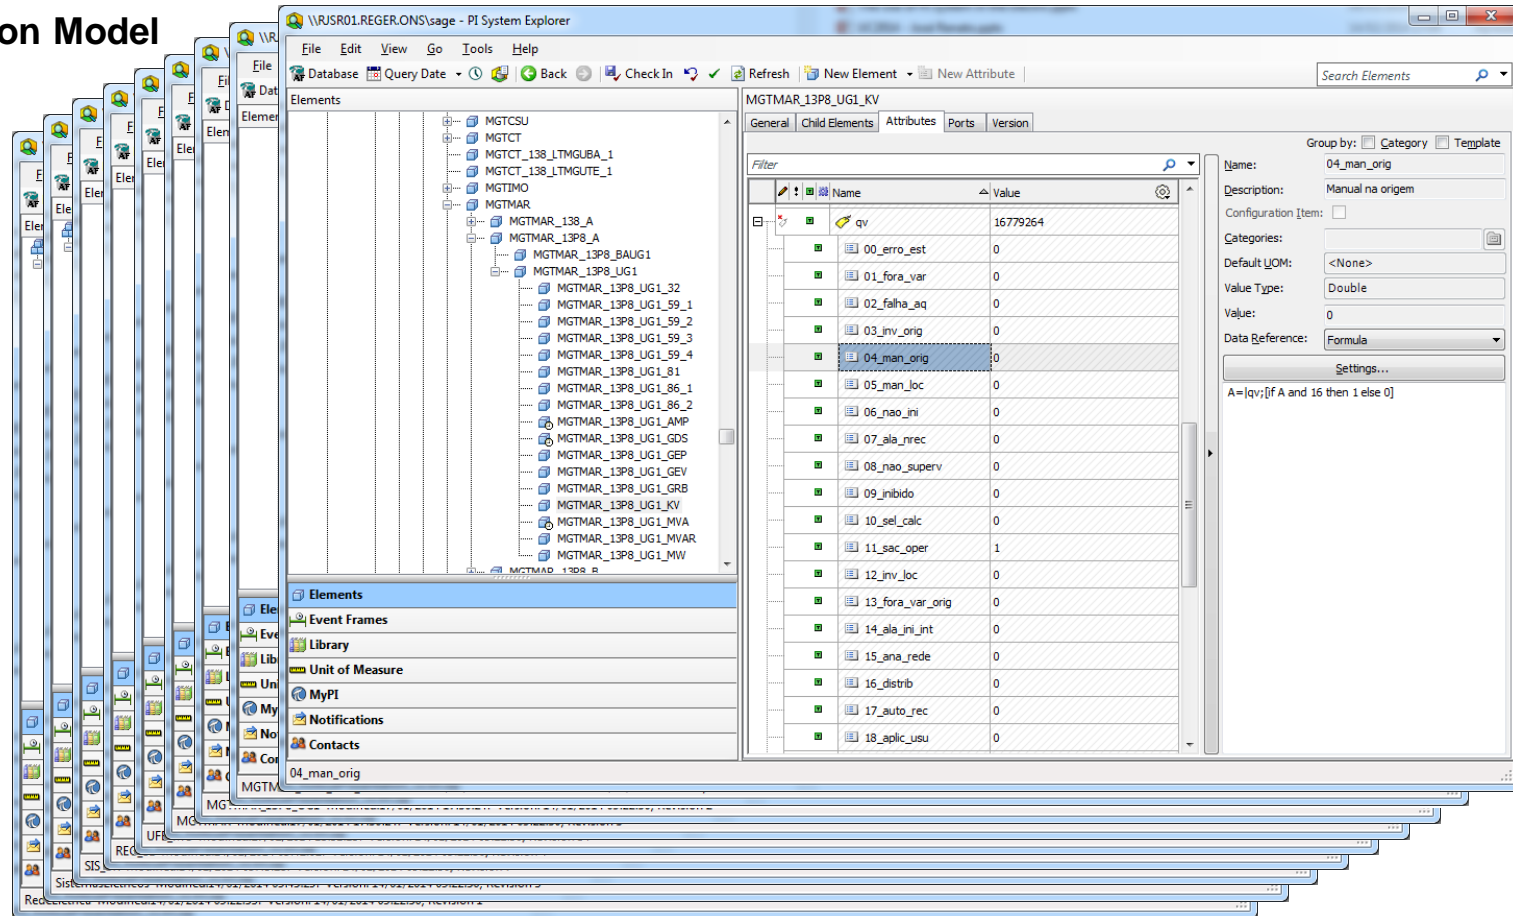 on Model
\\RJSR01.REGER.ONS\sage - PI System Explorer
File Edit View Go Tools Help
Database Query Date Back Check In Refresh New Element New Attribute
Search Elements
Elements
MGTCSU
MGTCT
MGTCT_138_LTMGUBA_1
MGTCT_138_LTMGUTE_1
MGTIMO
MGTMAR
MGTMAR_138_A
MGTMAR_13P8_A
MGTMAR_13P8_BAUG1
MGTMAR_13P8_UG1
MGTMAR_13P8_UG1_32
MGTMAR_13P8_UG1_59_1
MGTMAR_13P8_UG1_59_2
MGTMAR_13P8_UG1_59_3
MGTMAR_13P8_UG1_59_4
MGTMAR_13P8_UG1_81
MGTMAR_13P8_UG1_86_1
MGTMAR_13P8_UG1_86_2
MGTMAR_13P8_UG1_AMP
MGTMAR_13P8_UG1_GDS
MGTMAR_13P8_UG1_GEP
MGTMAR_13P8_UG1_GEV
MGTMAR_13P8_UG1_GRB
MGTMAR_13P8_UG1_KV
MGTMAR_13P8_UG1_MVA
MGTMAR_13P8_UG1_MVAR
MGTMAR_13P8_UG1_MW
MGTMAR_13P8_B
Elements
Event Frames
Library
Unit of Measure
MyPI
Notifications
Contacts
04_man_orig
MGTMAR_13P8_UG1_KV
General Child Elements Attributes Ports Version
Group by: Category Template
Filter
Name Value
qv 16779264
00_erro_est 0
01_fora_var 0
02_falha_aq 0
03_inv_orig 0
04_man_orig 0
05_man_loc 0
06_nao_ini 0
07_ala_nrec 0
08_nao_superv 0
09_inibido 0
10_sel_calc 0
11_sac_oper 1
12_inv_loc 0
13_fora_var_orig 0
14_ala_ini_int 0
15_ana_rede 0
16_distrib 0
17_auto_rec 0
18_aplic_usu 0
Name: 04_man_orig
Description: Manual na origem
Configuration Item:
Categories:
Default UOM: <None>
Value Type: Double
Value: 0
Data Reference: Formula
Settings...
A=|qv;[if A and 16 then 1 else 0]